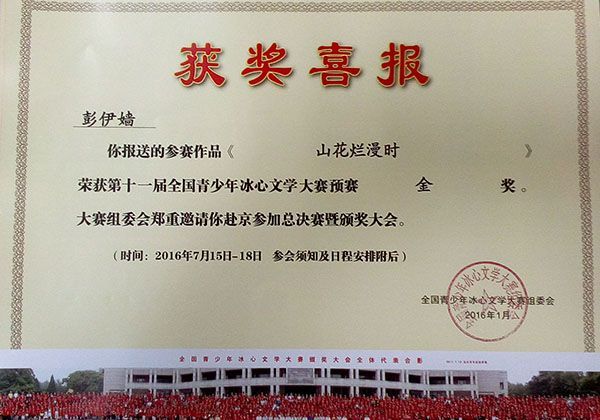 获奖喜报
彭伊嫱
你报送的参赛作品《 山花烂漫时 》
荣获第十一届全国青少年冰心文学大赛预赛 金 奖。
大赛组委会郑重邀请你赴京参加总决赛暨颁奖大会。
（时间：2016年7月15日-18日 参会须知及日程安排附后）
全国青少年冰心文学大赛组委会
2016年1月
全国青少年冰心文学大赛颁奖大会全体代表合影